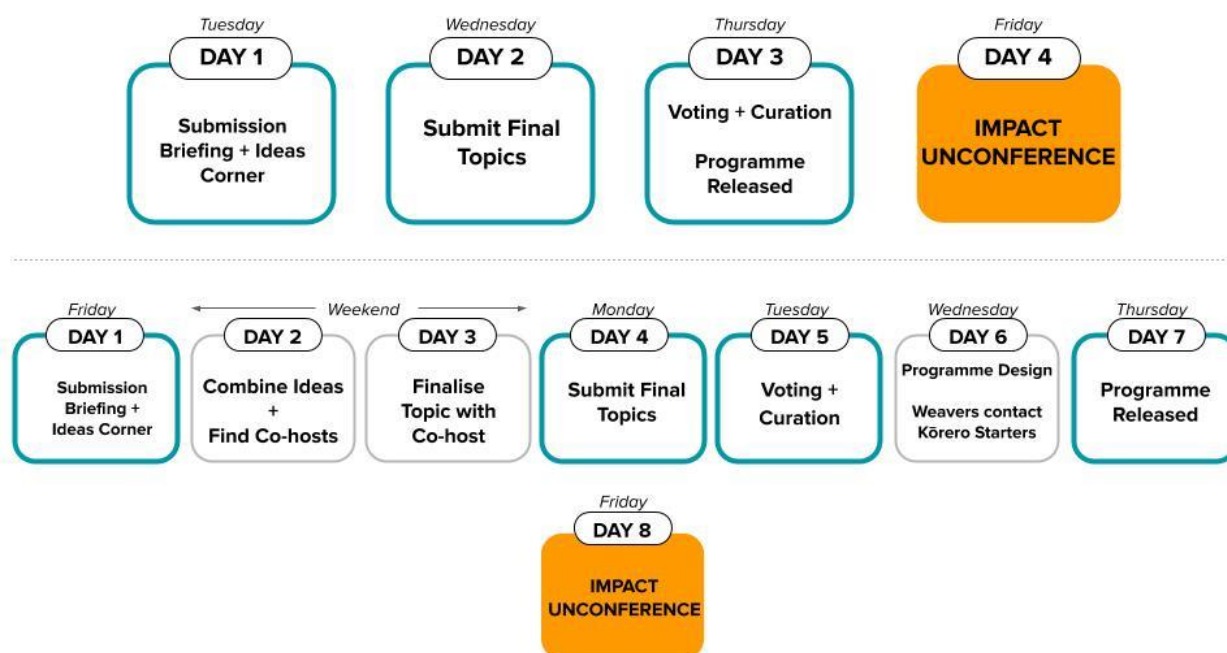 Tuesday
DAY 1
Submission
Briefing + Ideas
Corner
Wednesday
DAY 2
Submit Final
Topics
Thursday
DAY 3
Voting + Curation
Programme
Released
Friday
DAY 4
IMPACT
UNCONFERENCE
Friday
DAY 1
Submission
Briefing +
Ideas Corner
Weekend
DAY 2
Combine Ideas
+
Find Co-hosts
DAY 3
Finalise
Topic with
Co-host
Monday
DAY 4
Submit Final
Topics
Tuesday
DAY 5
Voting +
Curation
Wednesday
DAY 6
Programme Design
Weavers contact
Kōrero Starters
Thursday
DAY 7
Programme
Released
Friday
DAY 8
IMPACT
UNCONFERENCE